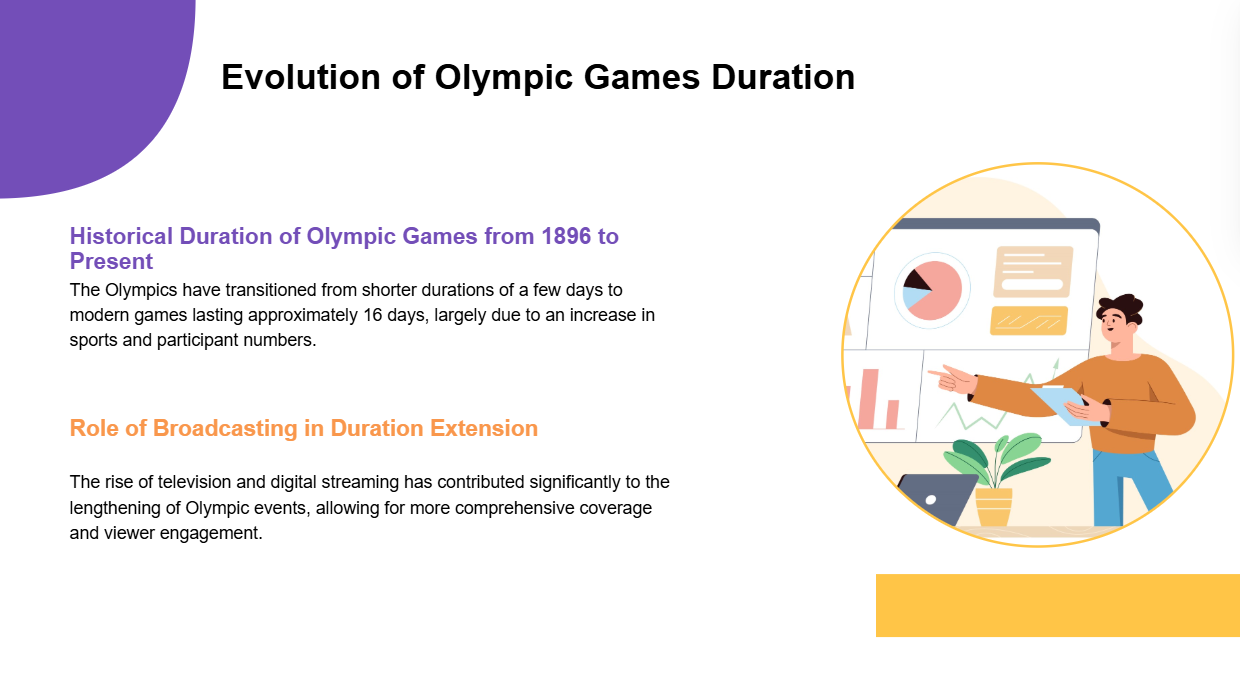 Evolution of Olympic Games Duration
Historical Duration of Olympic Games from 1896 to
Present
The Olympics have transitioned from shorter durations of a few days to
modern games lasting approximately 16 days, largely due to an increase in
sports and participant numbers.
Role of Broadcasting in Duration Extension
The rise of television and digital streaming has contributed significantly to the
lengthening of Olympic events, allowing for more comprehensive coverage
and viewer engagement.